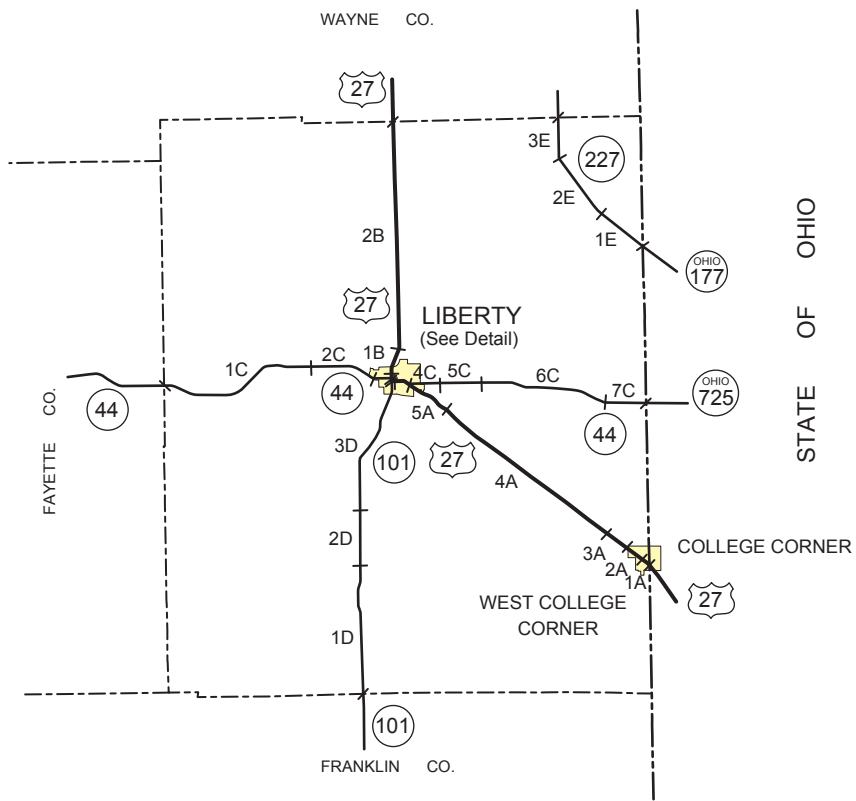 WAYNE CO.
27
3E
227
2E
2B
1E
OHIO
177
STATE OF OHIO
27
LIBERTY
(See Detail)
1B
2C
1C
4C
5C
6C
7C
OHIO
725
44
44
44
5A
FAYETTE CO.
3D
101
27
4A
2D
3A
COLLEGE CORNER
2A
1A
27
WEST COLLEGE
CORNER
1D
101
FRANKLIN CO.